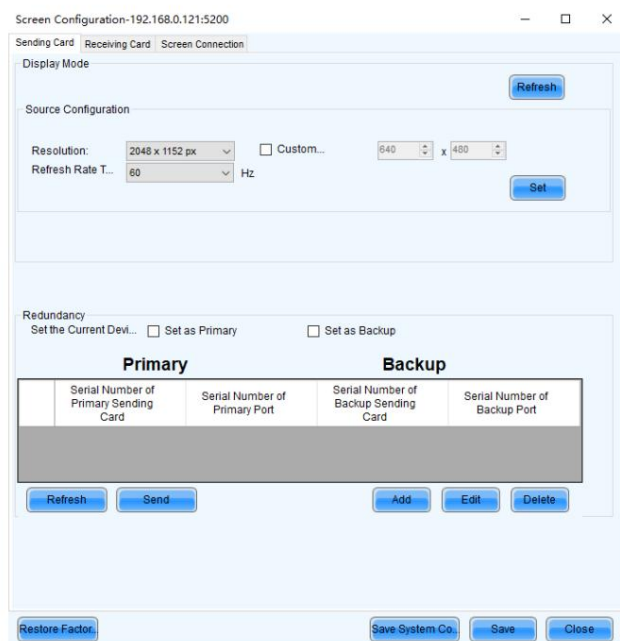 Screen Configuration-192.168.0.121:5200
Sending Card Receiving Card Screen Connection
Display Mode
Refresh
Source Configuration
Resolution: 2048 x 1152 px Custom... 640 x 480
Refresh Rate T... 60 Hz
Set
Redundancy
Set the Current Devi... Set as Primary Set as Backup
Primary Backup
Serial Number of Primary Sending Card Serial Number of Primary Port Serial Number of Backup Sending Card Serial Number of Backup Port
Refresh Send Add Edit Delete
Restore Factor.. Save System Co.. Save Close